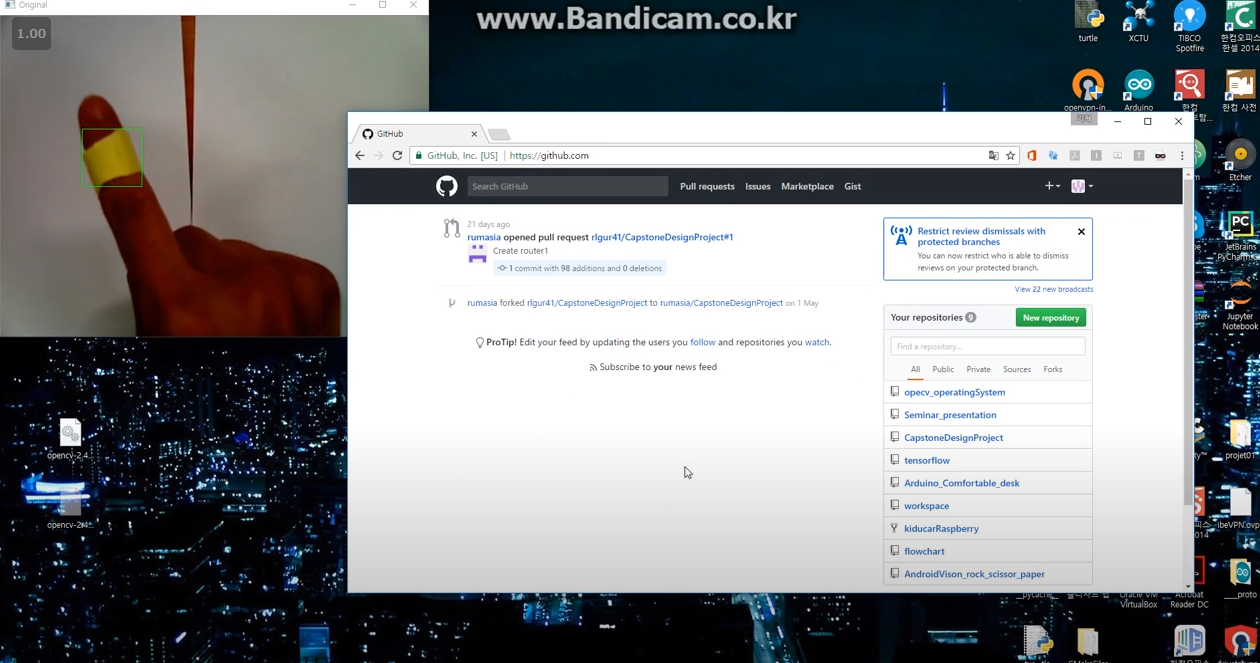 Original
1.00
www.Bandicam.co.kr
turtle
XCTU
TIBCO
Spotfire
한컴오피스
한셀 2014
openvpn-in...
Arduino
한컴
한컴 사전
Etcher
JetBrains
Jupyter
Notebook
GitHub
GitHub, Inc. [US]
https://github.com
Search GitHub
Pull requests
Issues
Marketplace
Gist
21 days ago
rumasia opened pull request rlgur41/CapstoneDesignProject#1
Create router1
1 commit with 98 additions and 0 deletions
rumasia forked rlgur41/CapstoneDesignProject to rumasia/CapstoneDesignProject on 1 May
ProTip! Edit your feed by updating the users you follow and repositories you watch.
Subscribe to your news feed
Restrict review dismissals with
protected branches
You can now restrict who is able to dismiss
reviews on your protected branch.
View 22 new broadcasts
Your repositories 9
New repository
Find a repository...
All
Public
Private
Sources
Forks
opecv_operatingSystem
Seminar_presentation
CapstoneDesignProject
tensorflow
Arduino_Comfortable_desk
workspace
kiducarRaspberry
flowchart
AndroidVison_rock_scissor_paper
opencv-2.4...
opencv-2.4...
projet01
2014
Oracle VM
VirtualBox
Acrobat
Reader DC